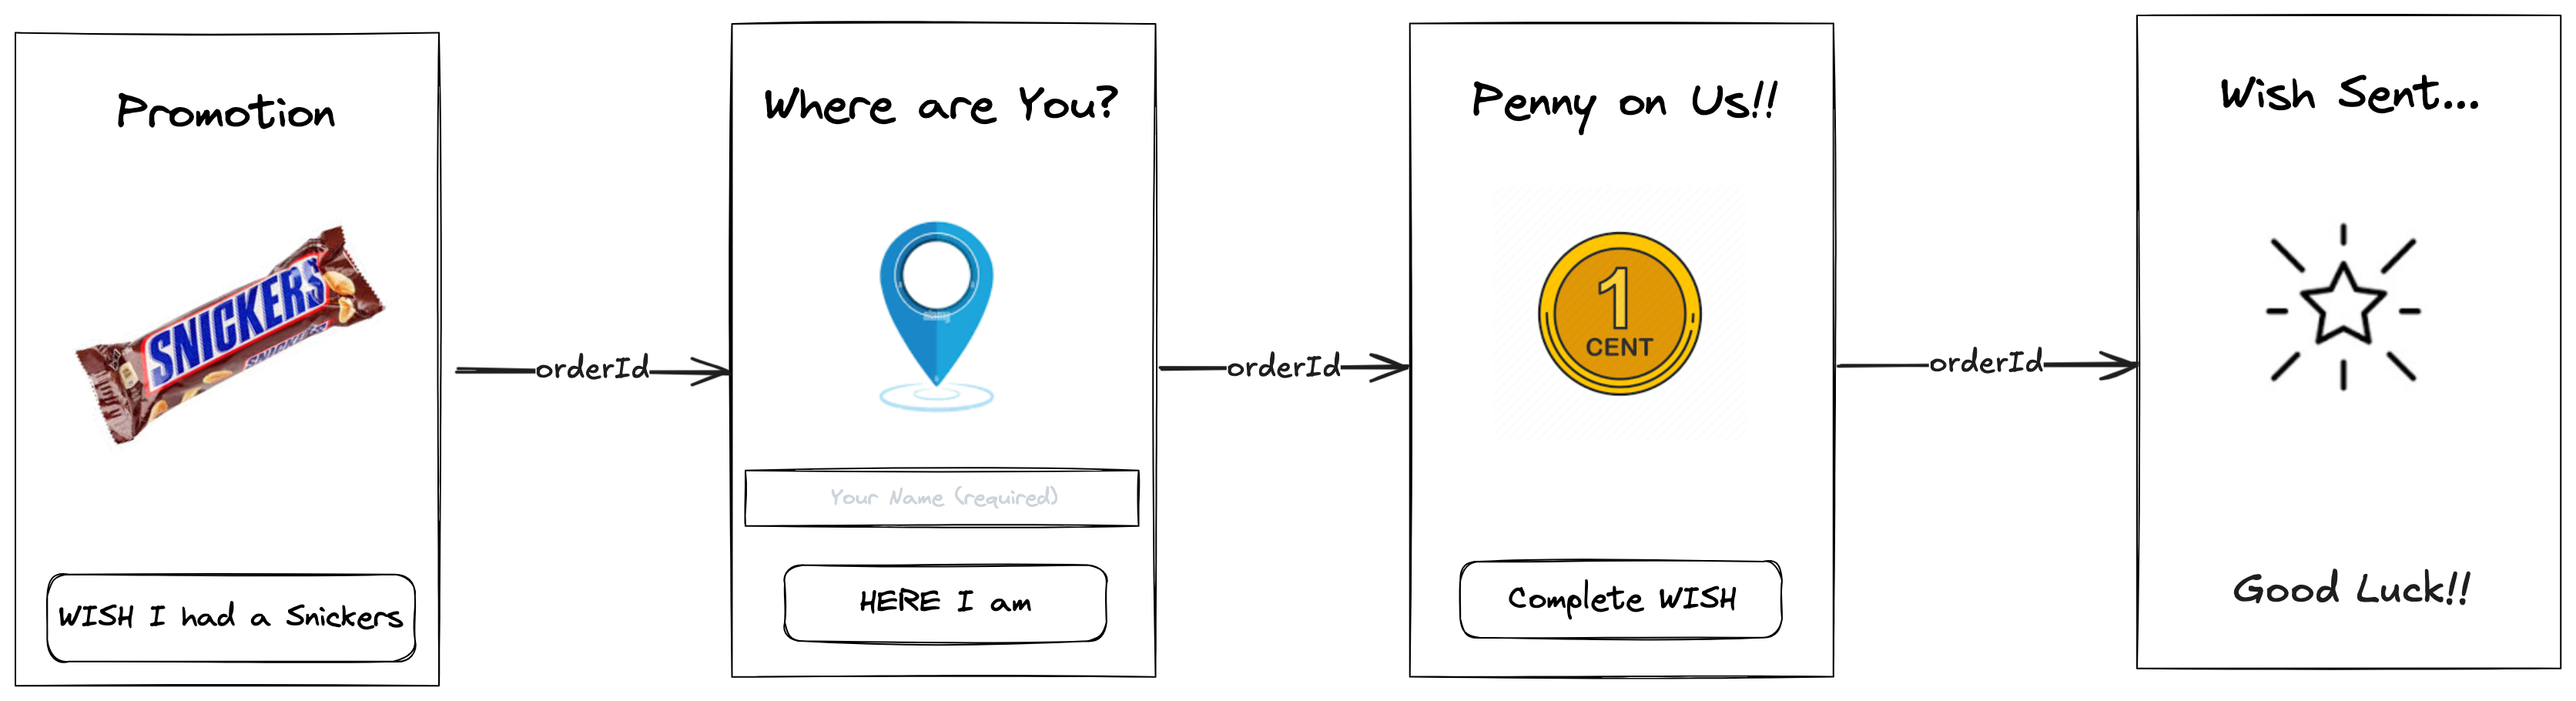 Promotion
SNICKERS
SNICKERS
WISH I had a Snickers
orderId
Where are You?
Your Name (required)
HERE I am
orderId
Penny on Us!!
1
CENT
Complete WISH
orderId
Wish Sent...
Good Luck!!